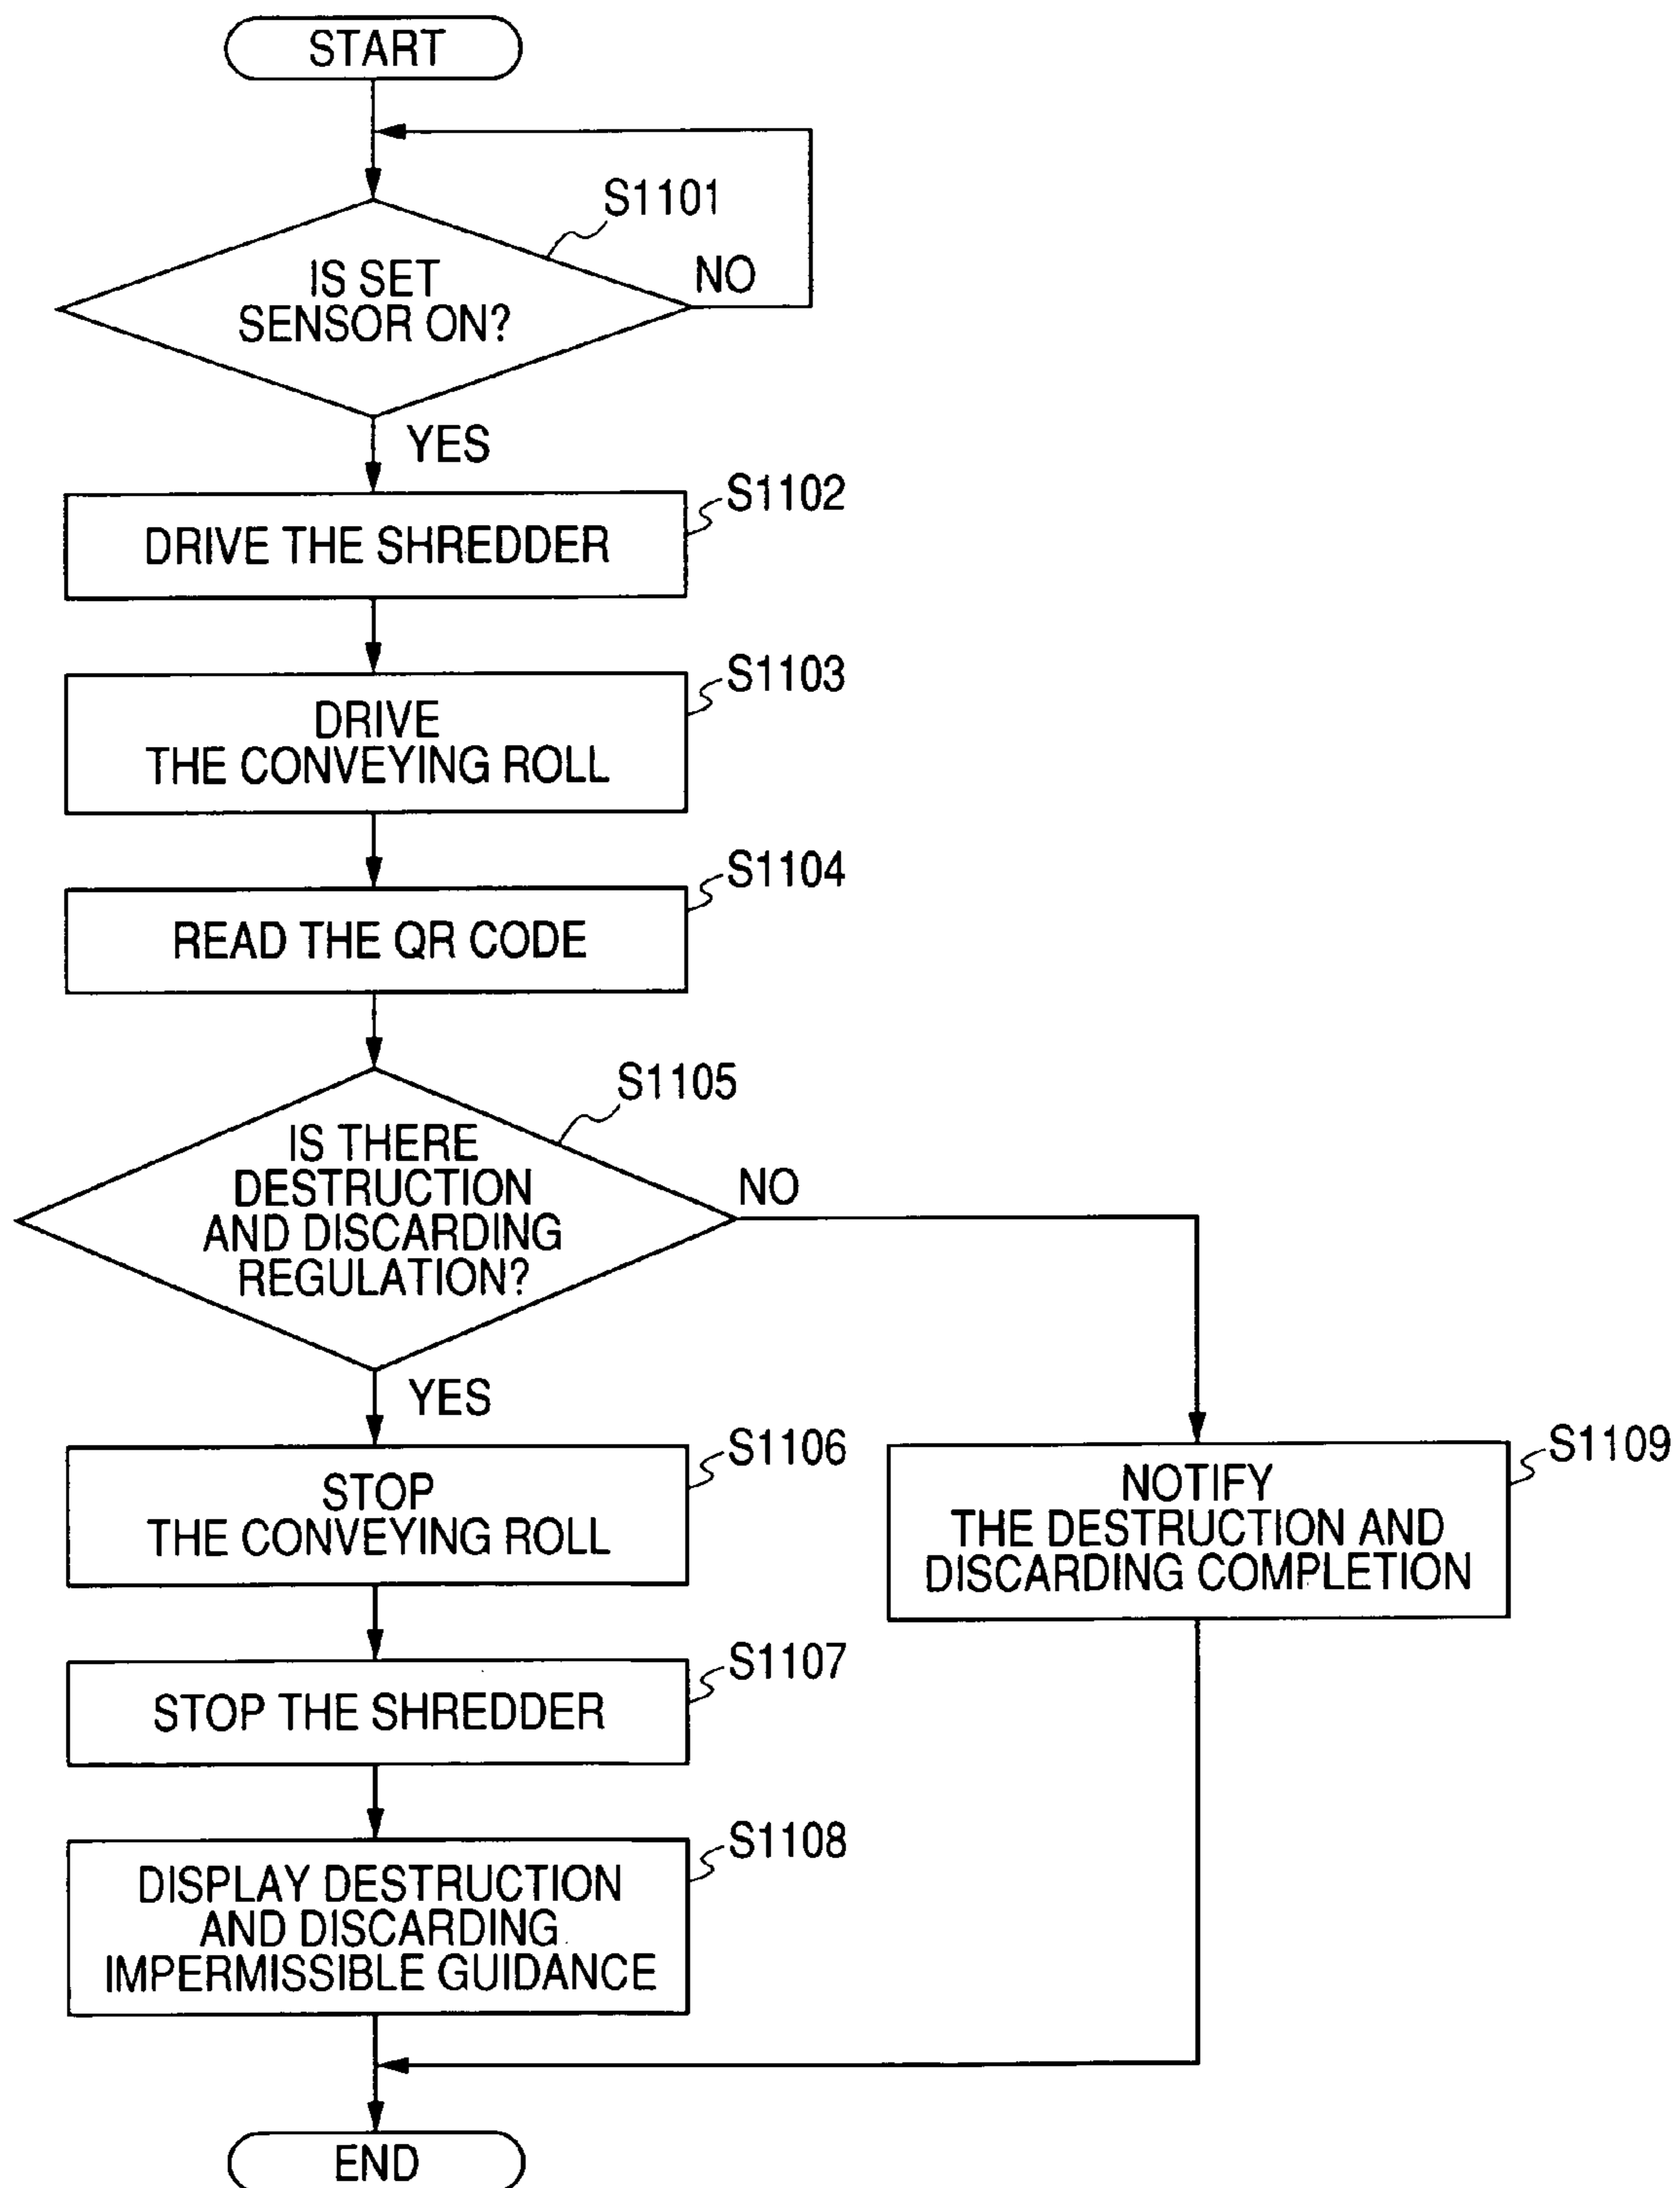 START
S1101
NO
IS SET
SENSOR ON?
YES
S1102
DRIVE THE SHREDDER
S1103
DRIVE
THE CONVEYING ROLL
S1104
READ THE QR CODE
S1105
IS THERE
DESTRUCTION
AND DISCARDING
REGULATION?
NO
YES
S1106
STOP
THE CONVEYING ROLL
S1109
NOTIFY
THE DESTRUCTION AND
DISCARDING COMPLETION
S1107
STOP THE SHREDDER
S1108
DISPLAY DESTRUCTION
AND DISCARDING
IMPERMISSIBLE GUIDANCE
END